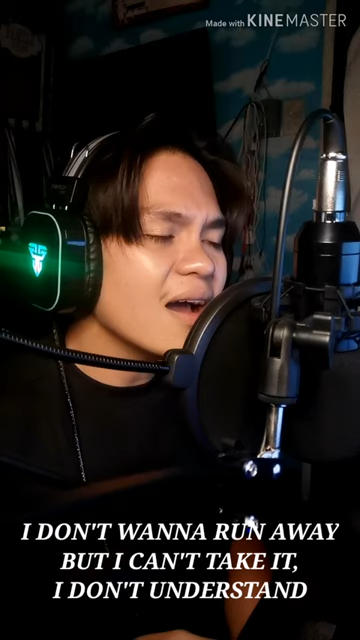 Made with KINEMASTER
I DON'T WANNA RUN AWAY
BUT I CAN'T TAKE IT,
I DON'T UNDERSTAND